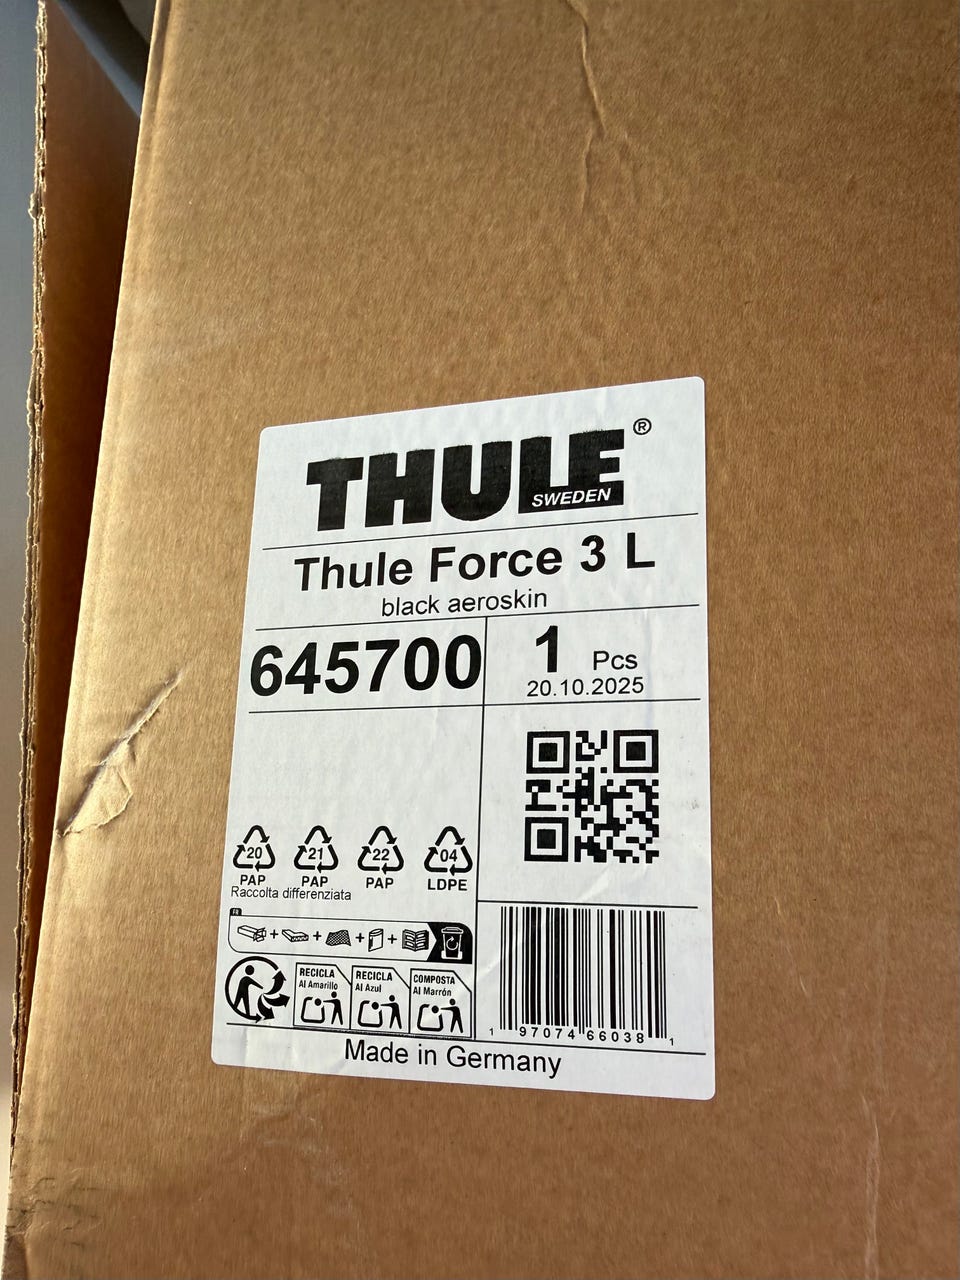 THULE®
SWEDEN
Thule Force 3 L
black aeroskin
645700
1 Pcs
20.10.2025
20
PAP
21
PAP
22
PAP
04
LDPE
Raccolta differenziata
FR
+ + + +
RECICLA
Al Amarillo
RECICLA
Al Azul
COMPOSTA
Al Marrón
1 97074 66038 1
Made in Germany